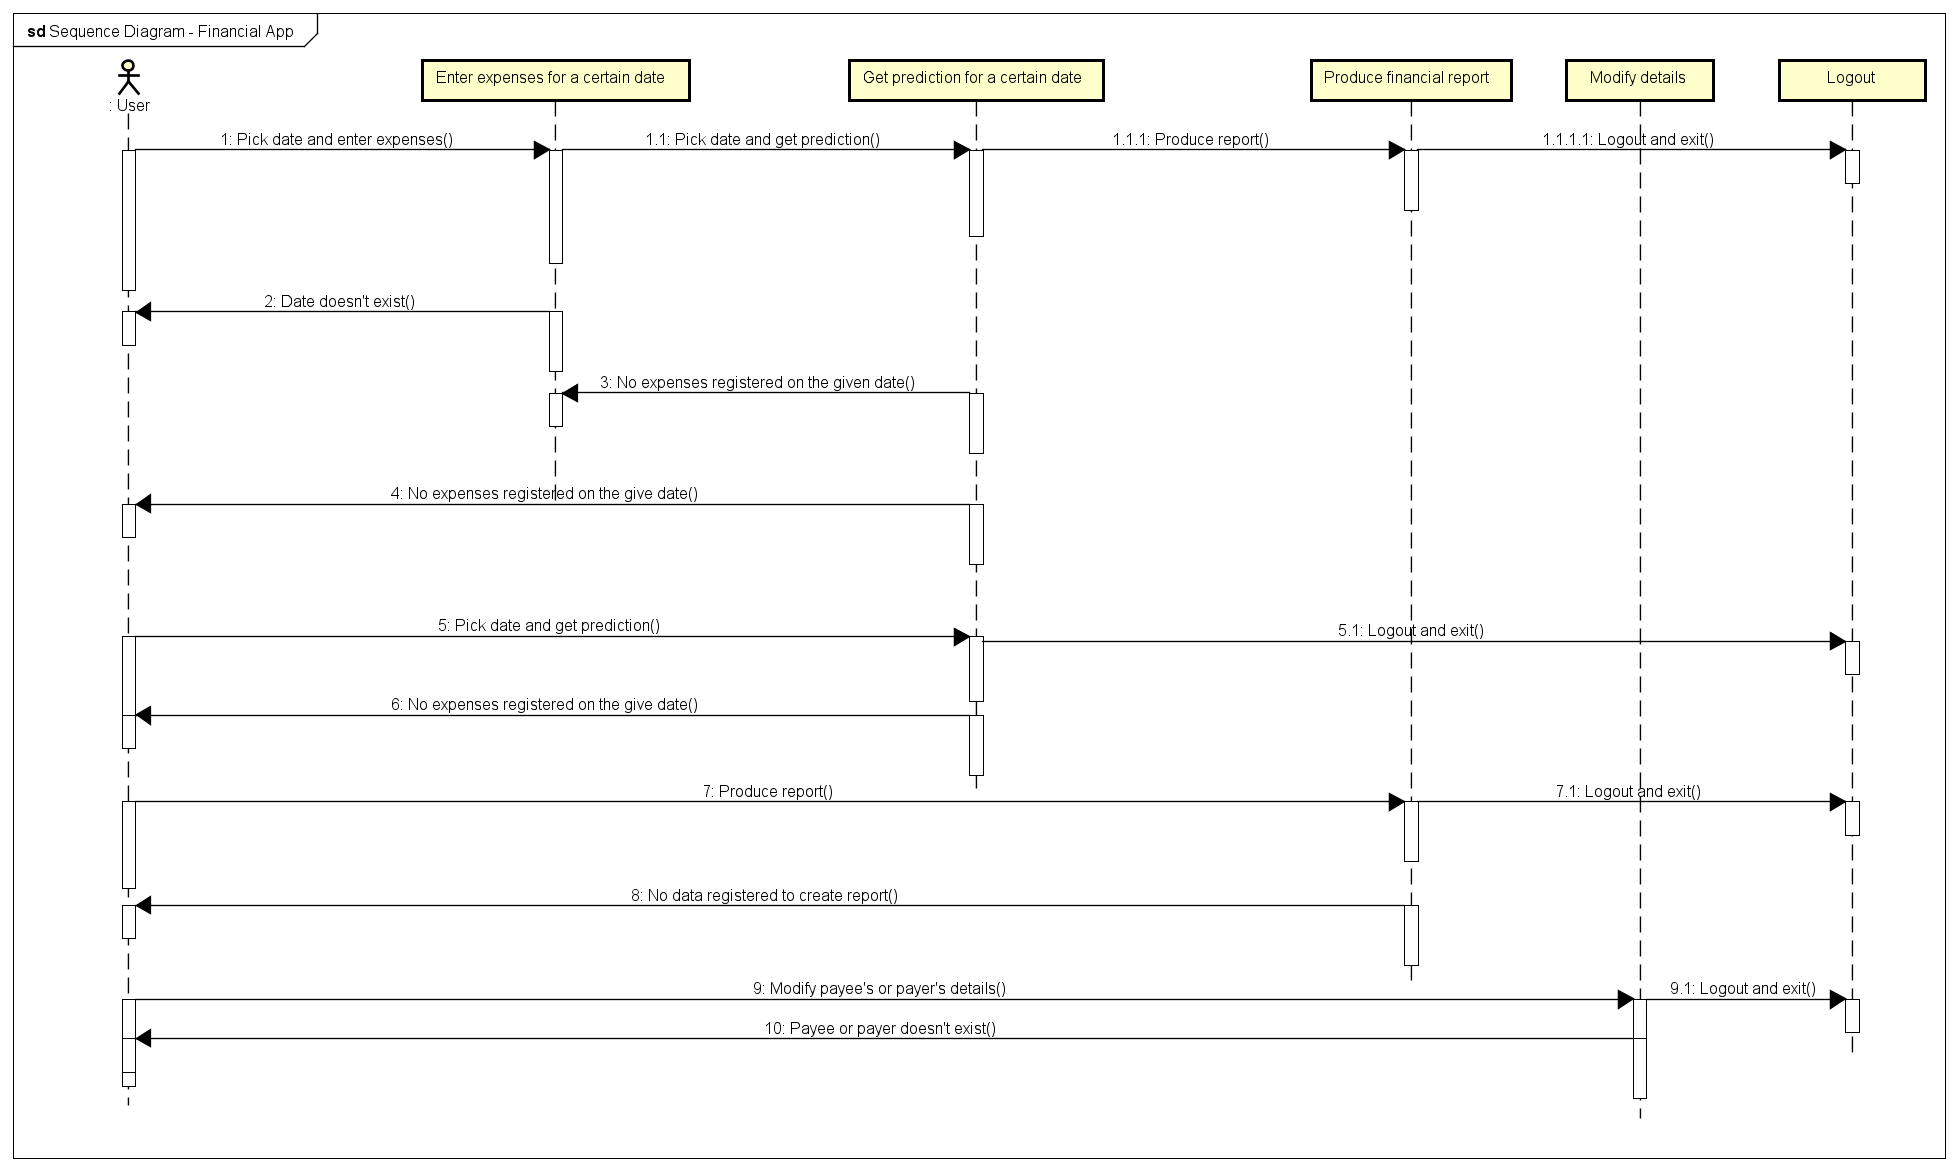 sd Sequence Diagram - Financial App
: User
Enter expenses for a certain date
Get prediction for a certain date
Produce financial report
Modify details
Logout
1: Pick date and enter expenses()
1.1: Pick date and get prediction()
1.1.1: Produce report()
1.1.1.1: Logout and exit()
2: Date doesn't exist()
3: No expenses registered on the given date()
4: No expenses registered on the give date()
5: Pick date and get prediction()
5.1: Logout and exit()
6: No expenses registered on the give date()
7: Produce report()
7.1: Logout and exit()
8: No data registered to create report()
9: Modify payee's or payer's details()
9.1: Logout and exit()
10: Payee or payer doesn't exist()